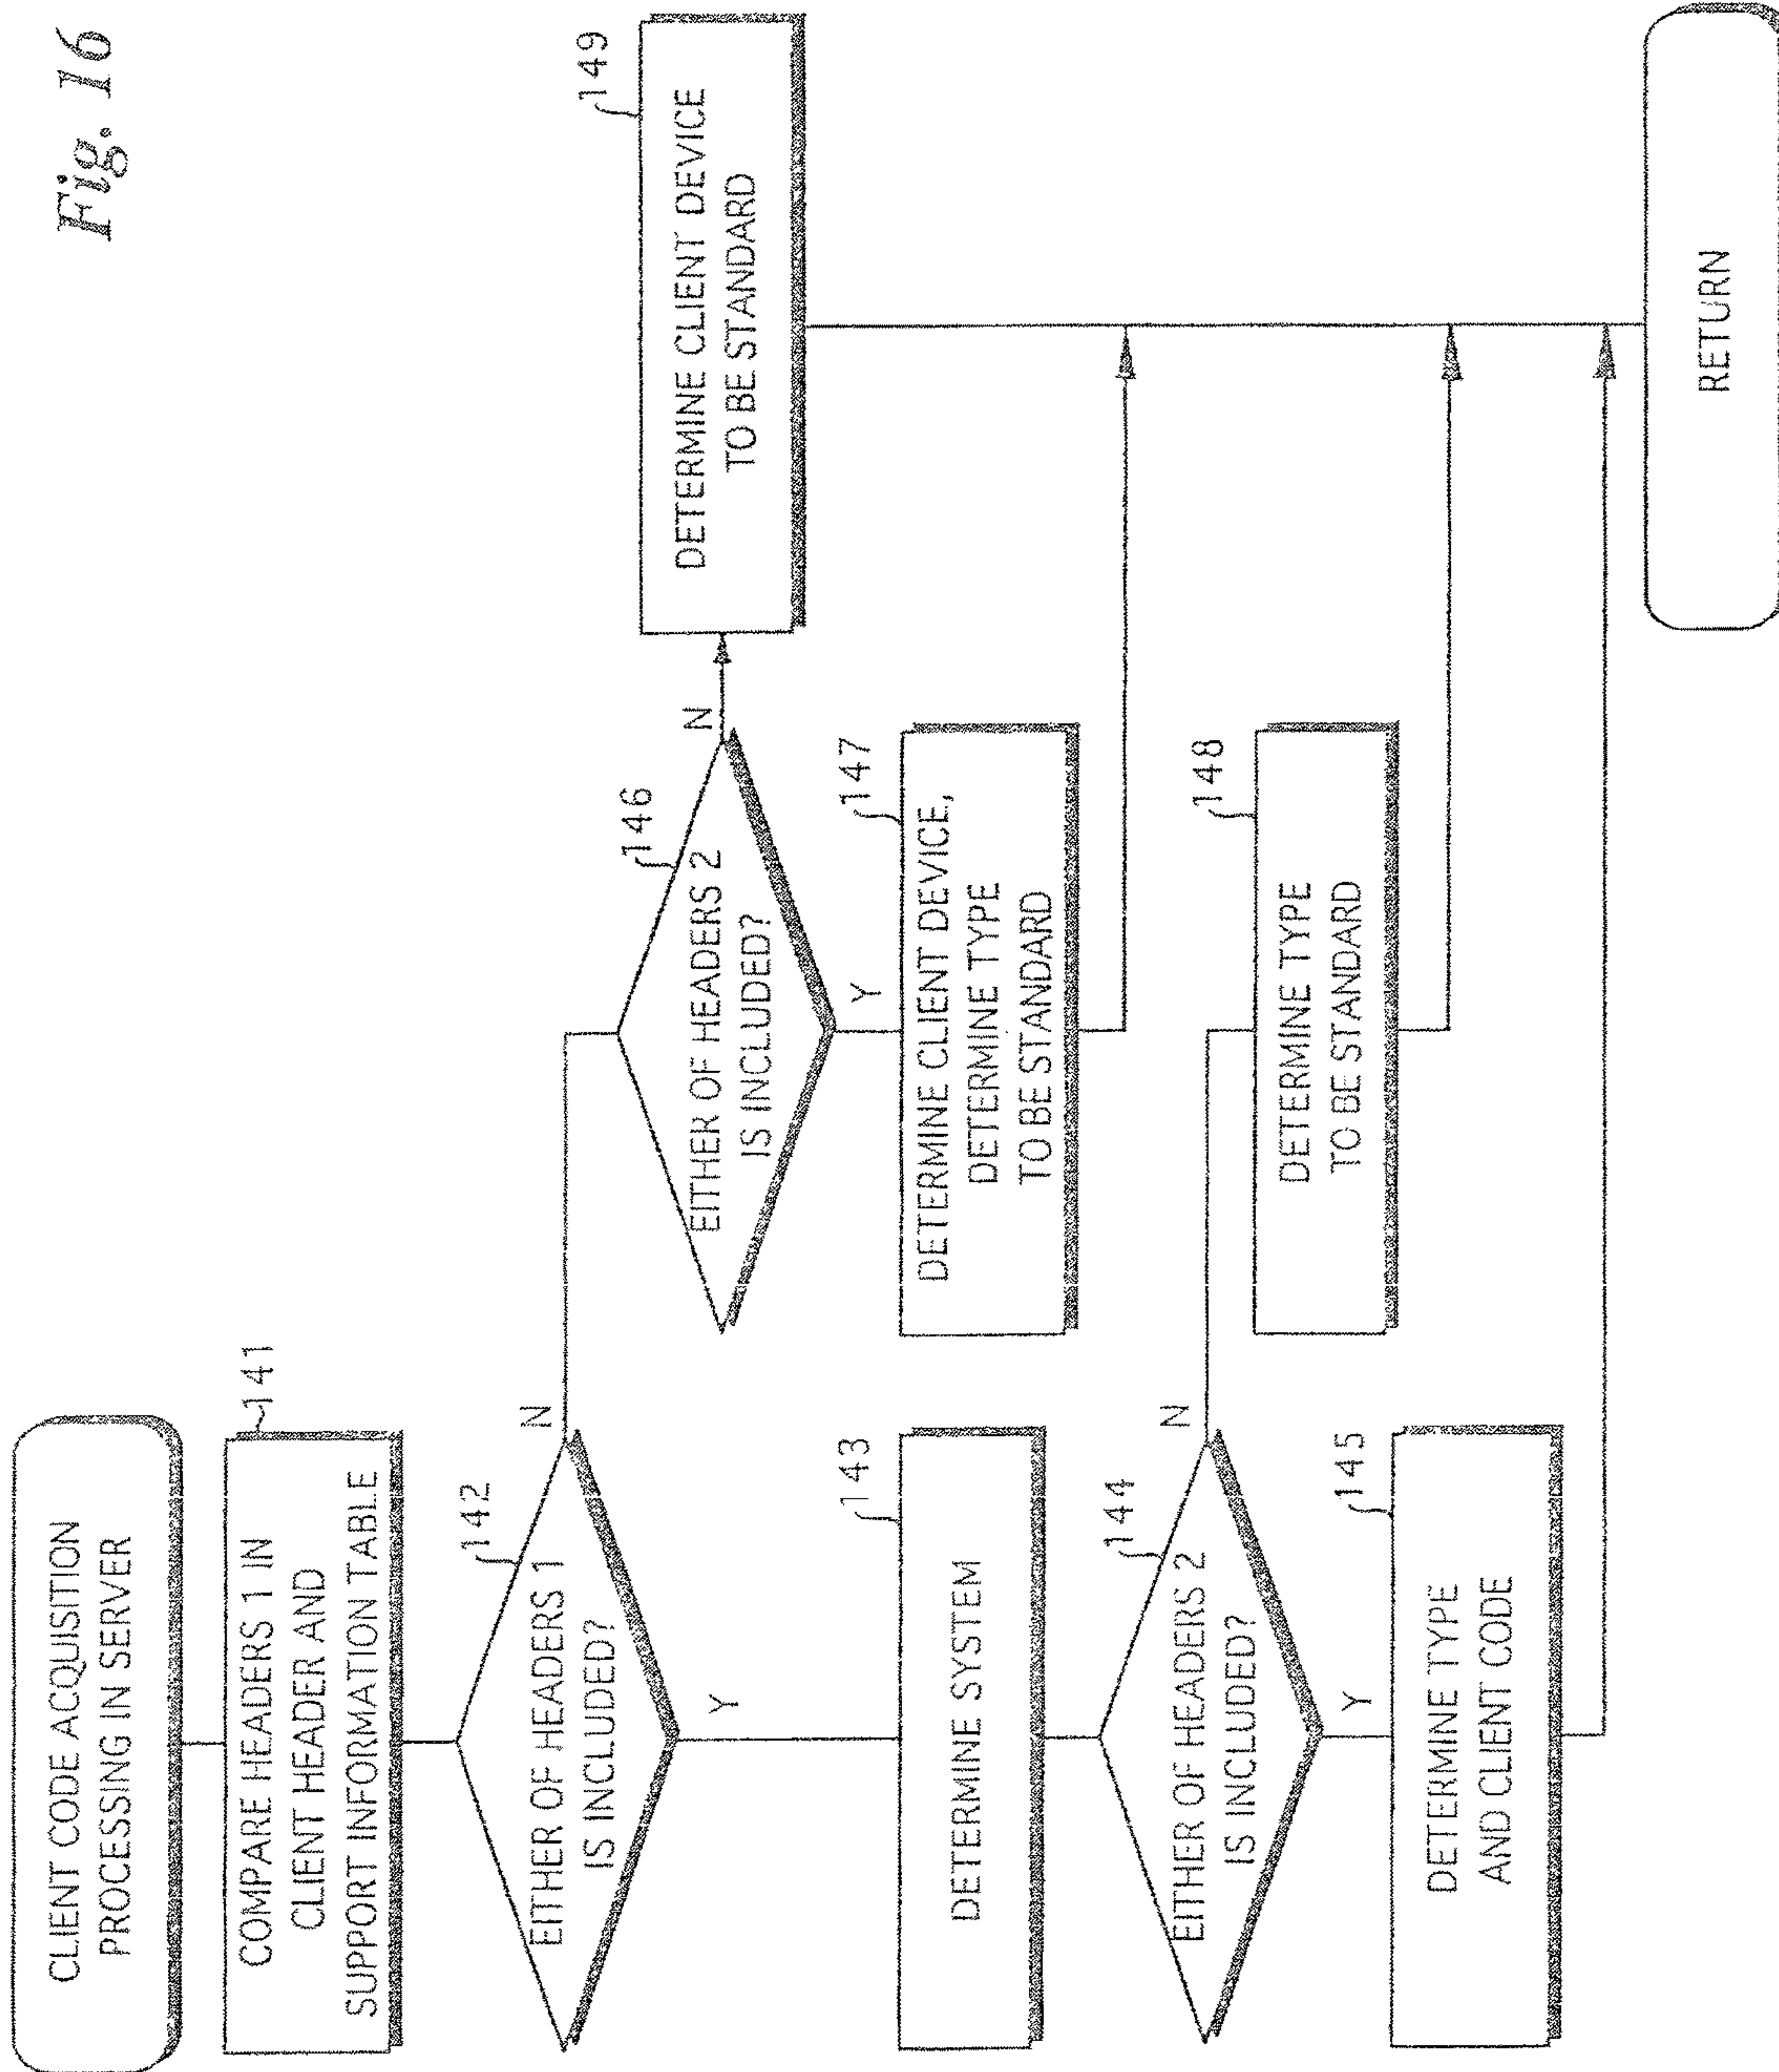 Fig. 16
CLIENT CODE ACQUISITION
PROCESSING IN SERVER
141
COMPARE HEADERS 1 IN
CLIENT HEADER AND
SUPPORT INFORMATION TABLE
142
EITHER OF HEADERS 1
IS INCLUDED?
N
Y
143
DETERMINE SYSTEM
144
EITHER OF HEADERS 2
IS INCLUDED?
N
Y
145
DETERMINE TYPE
AND CLIENT CODE
146
EITHER OF HEADERS 2
IS INCLUDED?
N
Y
147
DETERMINE CLIENT DEVICE,
DETERMINE TYPE
TO BE STANDARD
148
DETERMINE TYPE
TO BE STANDARD
149
DETERMINE CLIENT DEVICE
TO BE STANDARD
RETURN